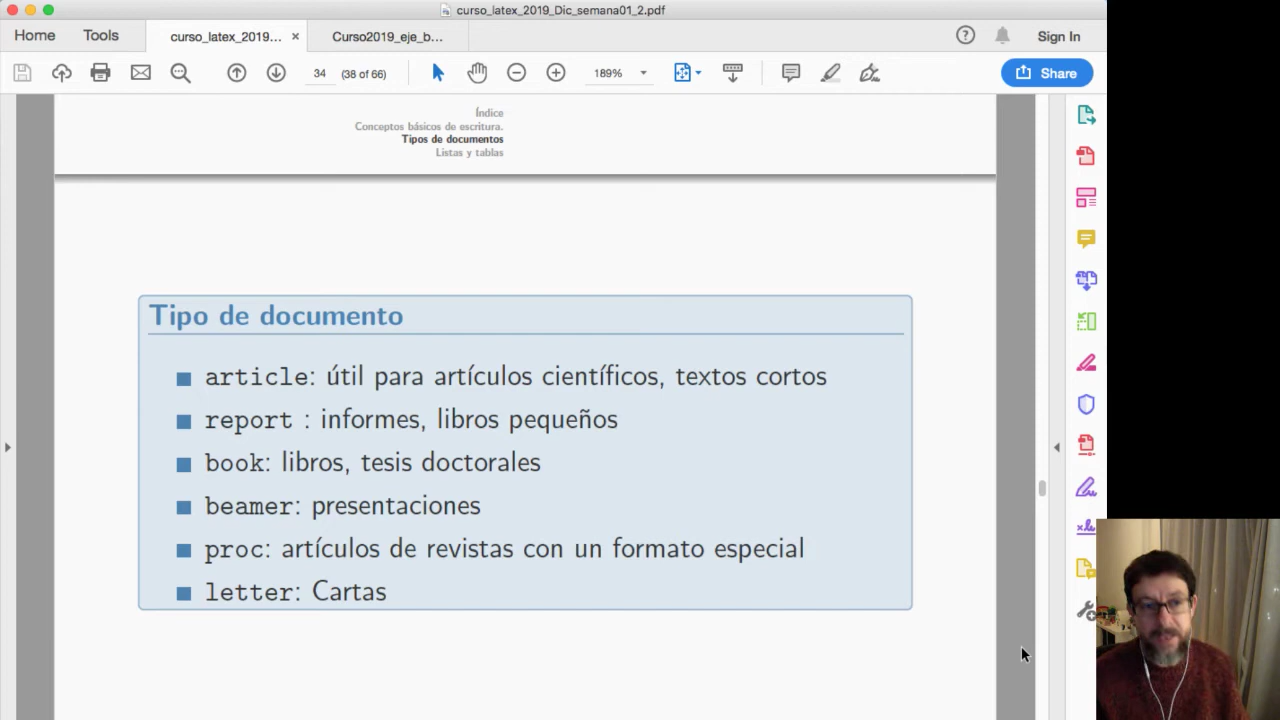 curso_latex_2019_Dic_semana01_2.pdf
Home Tools curso_latex_2019... × Curso2019_eje_b... Sign In
34 (38 of 66) 189% Share
Índice
Conceptos básicos de escritura.
Tipos de documentos
Listas y tablas
Tipo de documento
article: útil para artículos científicos, textos cortos
report : informes, libros pequeños
book: libros, tesis doctorales
beamer: presentaciones
proc: artículos de revistas con un formato especial
letter: Cartas